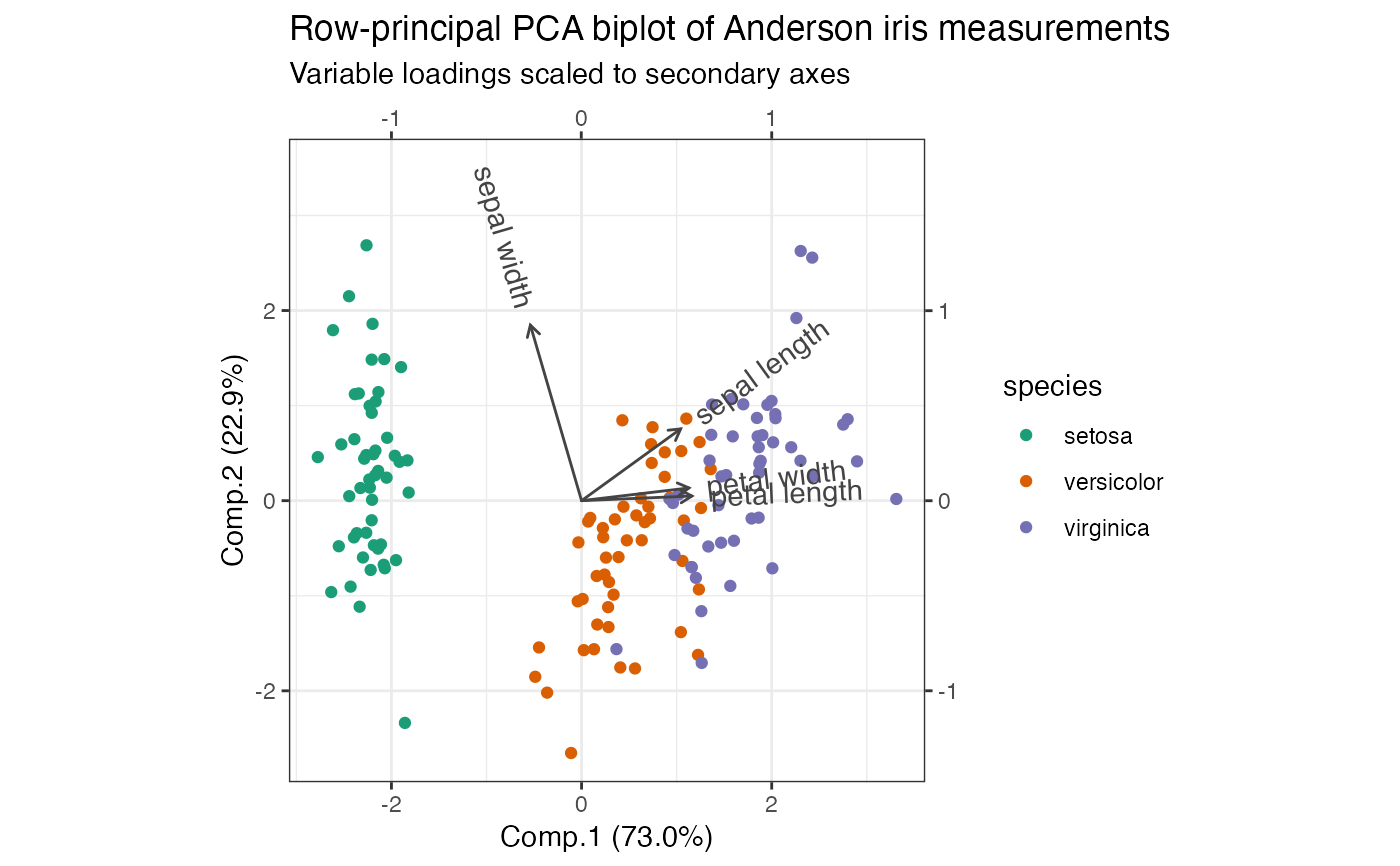 Row-principal PCA biplot of Anderson iris measurements
Variable loadings scaled to secondary axes
-1 0 1
sepal width
sepal length
petal width
petal length
2
0
-2
1
0
-1
-2 0 2
Comp.1 (73.0%)
Comp.2 (22.9%)
species
setosa
versicolor
virginica